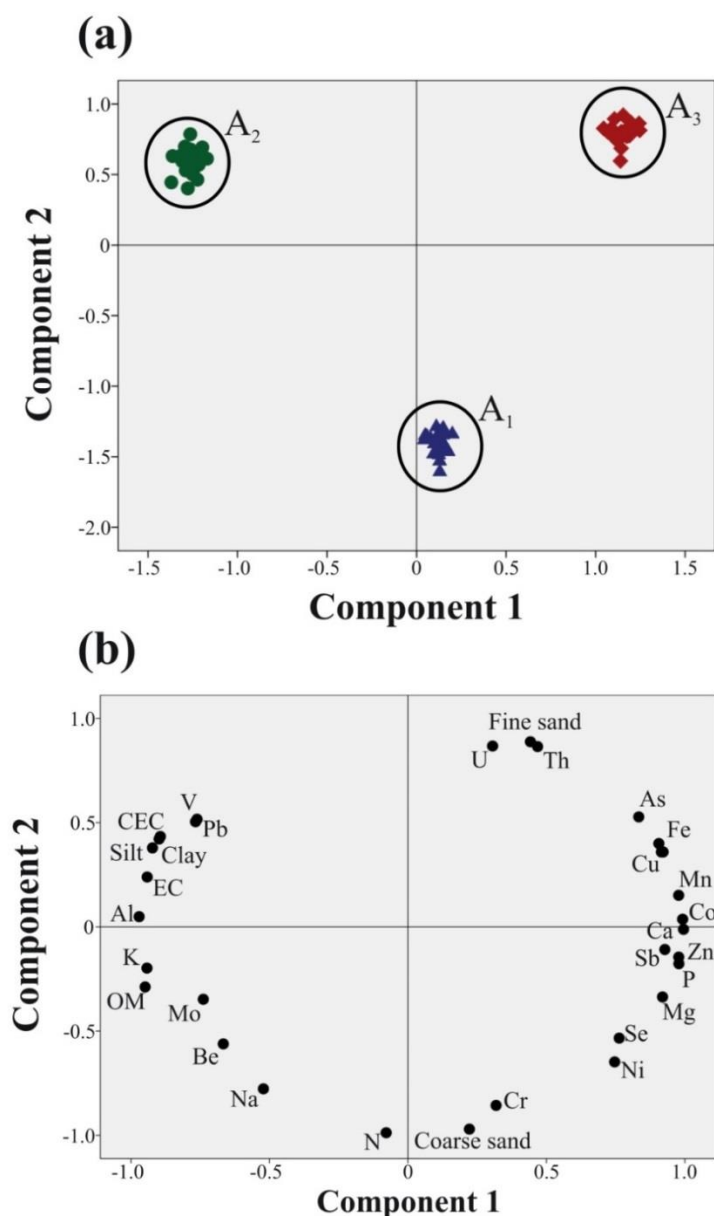 (a)
1.0
0.5
0
-0.5
-1.0
-1.5
-2.0
Component 2
A2
A3
A1
-1.5 -1.0 -0.5 0 0.5 1.0 1.5
Component 1
(b)
1.0
0.5
0
-0.5
-1.0
Component 2
Fine sand
U Th
V As
CEC Pb Fe
Silt Clay Cu
EC Mn
Al Co
Ca
K Sb Zn
OM P
Mo Mg
Be Se
Na Ni
Cr
N Coarse sand
-1.0 -0.5 0 0.5 1.0
Component 1